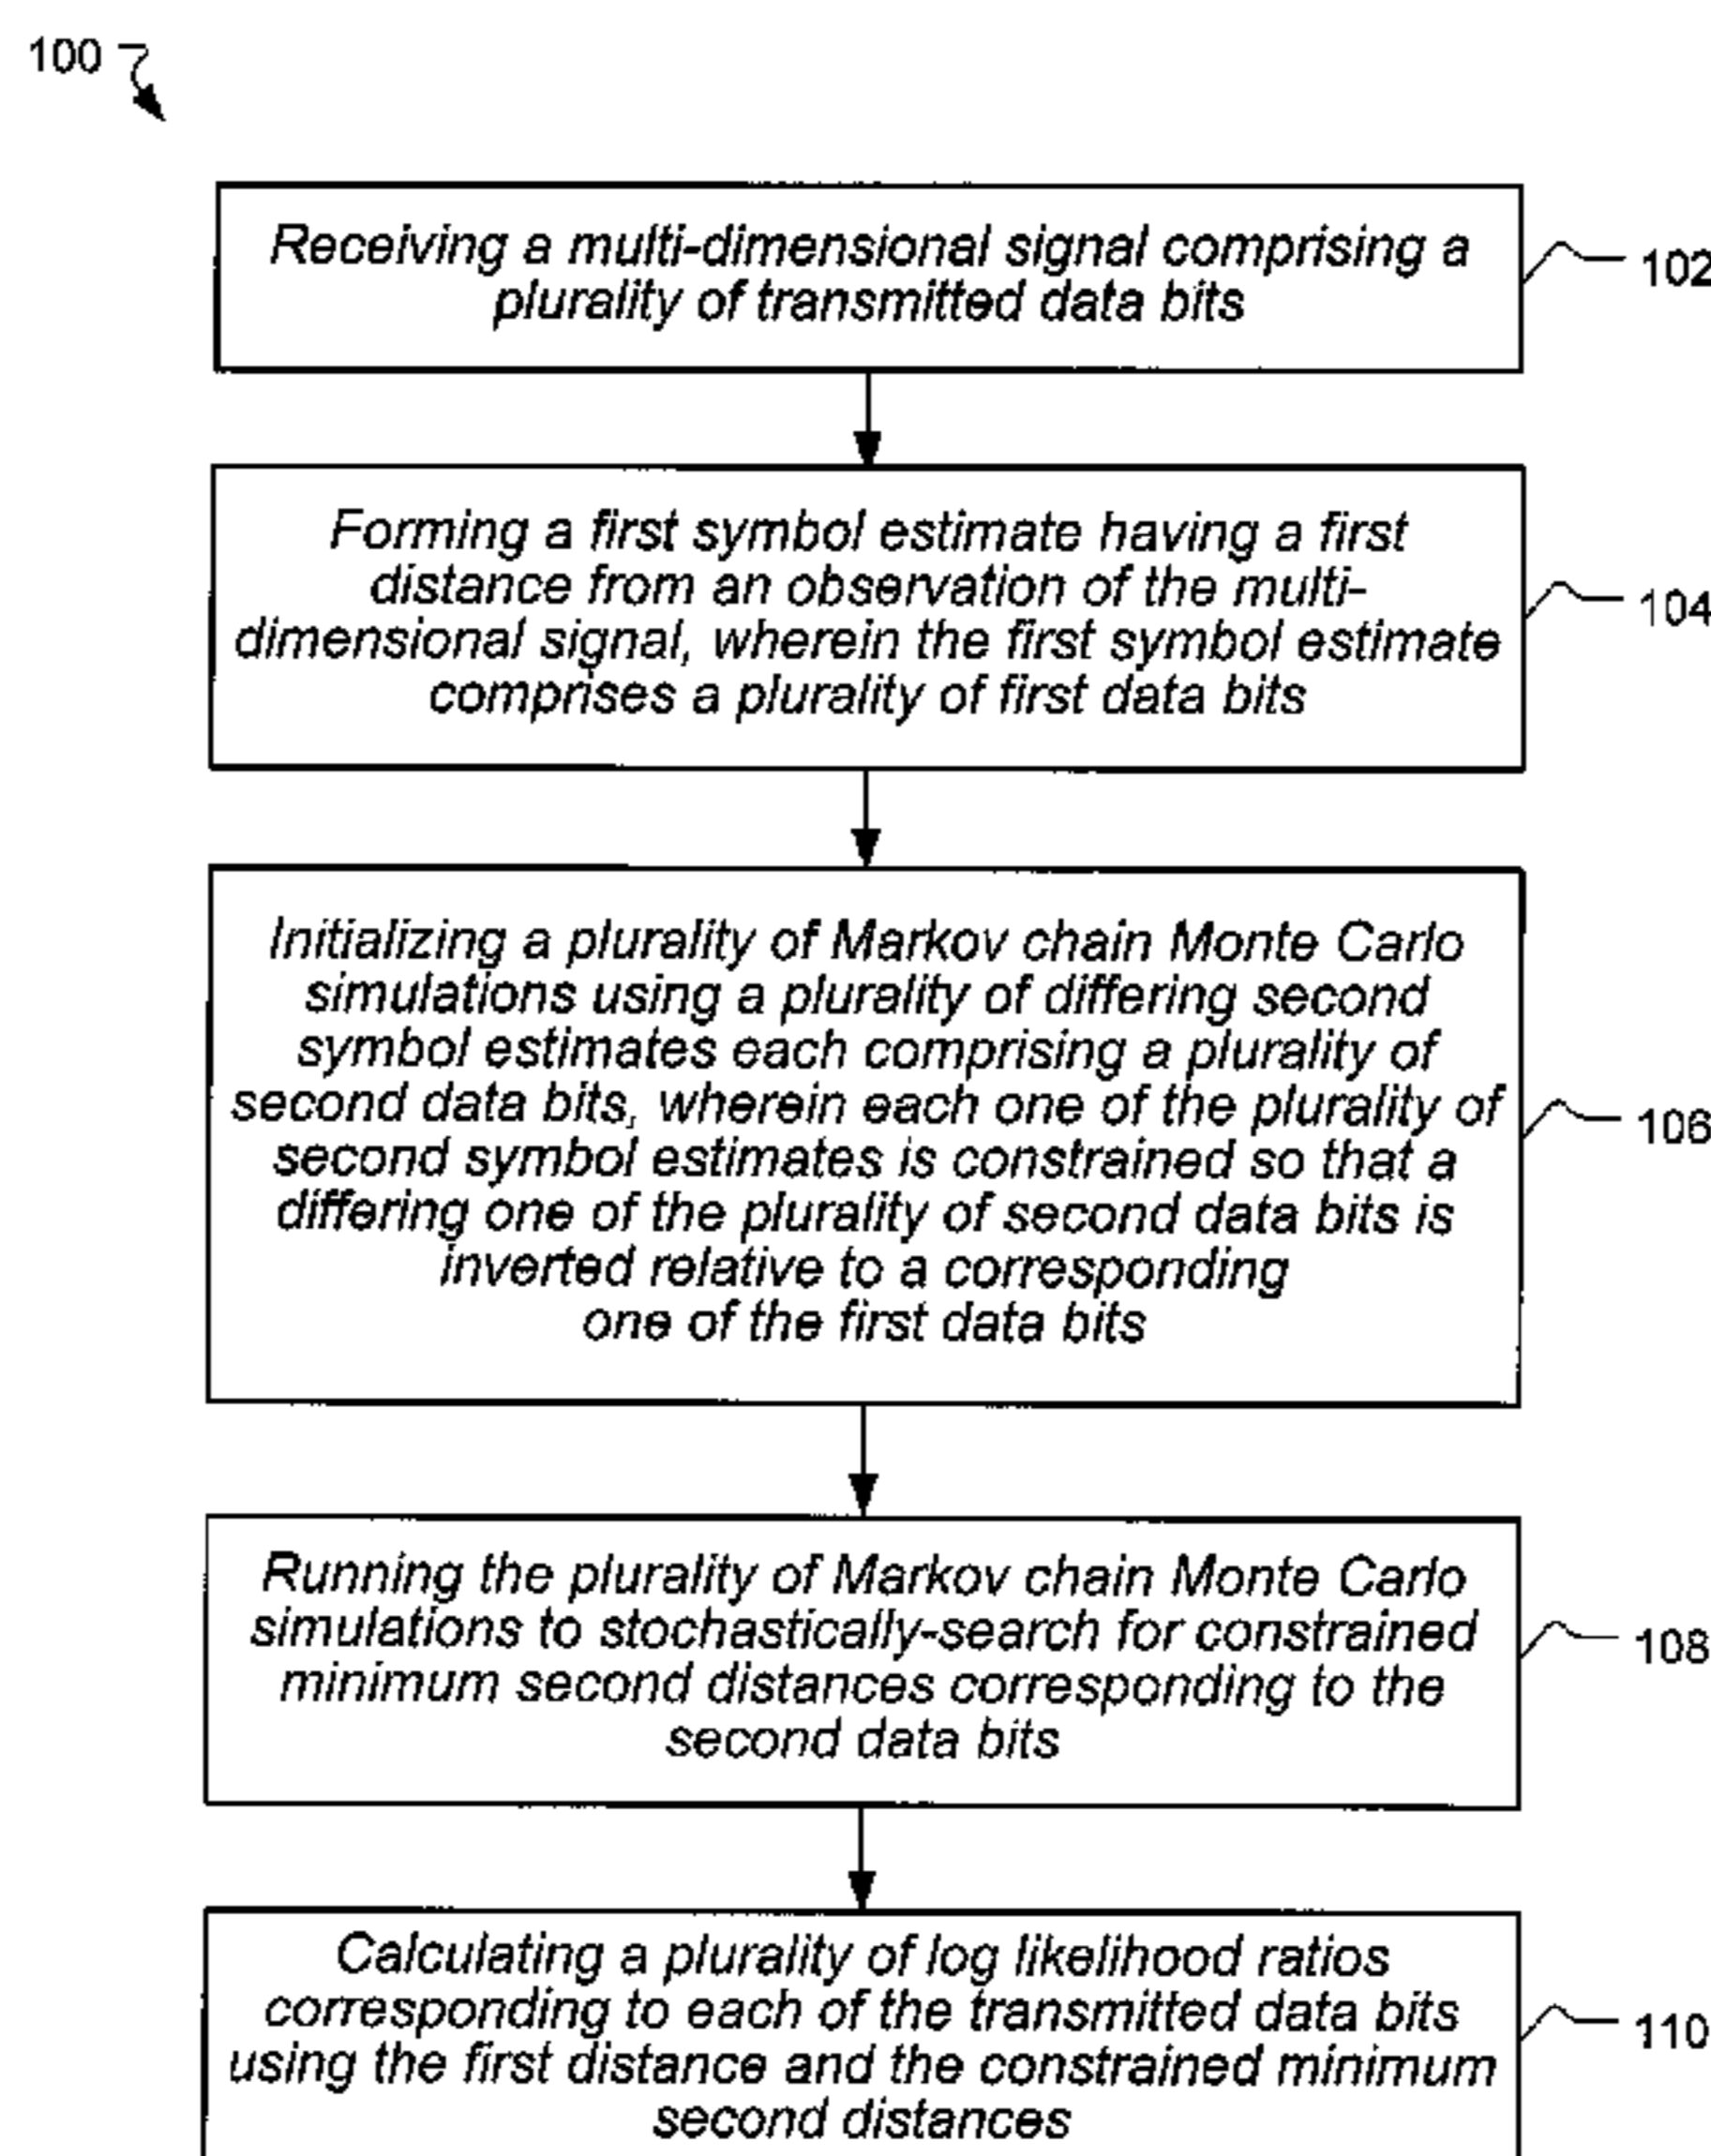 100
Receiving a multi-dimensional signal comprising a
plurality of transmitted data bits
102
Forming a first symbol estimate having a first
distance from an observation of the multi-
dimensional signal, wherein the first symbol estimate
comprises a plurality of first data bits
104
Initializing a plurality of Markov chain Monte Carlo
simulations using a plurality of differing second
symbol estimates each comprising a plurality of
second data bits, wherein each one of the plurality of
second symbol estimates is constrained so that a
differing one of the plurality of second data bits is
inverted relative to a corresponding
one of the first data bits
106
Running the plurality of Markov chain Monte Carlo
simulations to stochastically-search for constrained
minimum second distances corresponding to the
second data bits
108
Calculating a plurality of log likelihood ratios
corresponding to each of the transmitted data bits
using the first distance and the constrained minimum
second distances
110